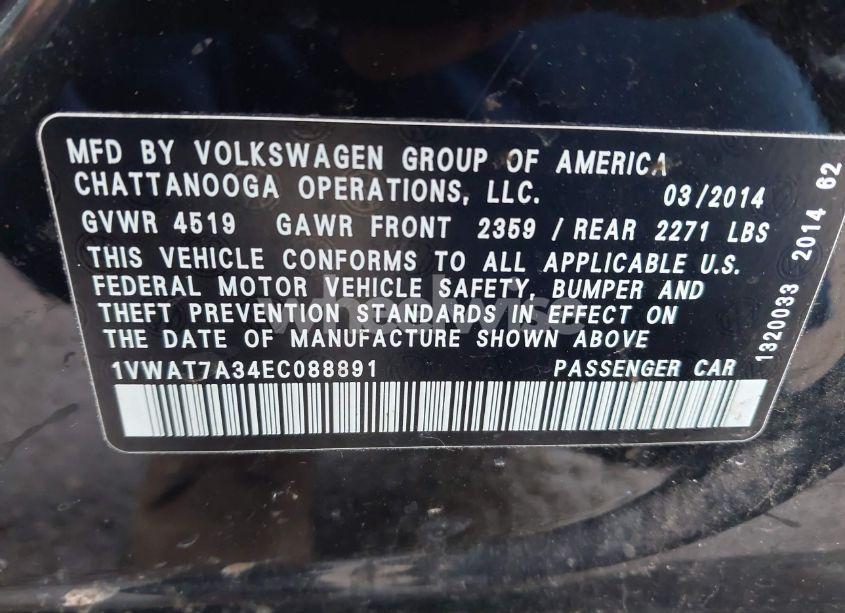 MFD BY VOLKSWAGEN GROUP OF AMERICA
CHATTANOOGA OPERATIONS, LLC. 03/2014
GVWR 4519 GAWR FRONT 2359 / REAR 2271 LBS
THIS VEHICLE CONFORMS TO ALL APPLICABLE U.S.
FEDERAL MOTOR VEHICLE SAFETY, BUMPER AND
THEFT PREVENTION STANDARDS IN EFFECT ON
THE DATE OF MANUFACTURE SHOWN ABOVE
1VWAT7A34EC088891 PASSENGER CAR
1320033 2014 62
wheelwise